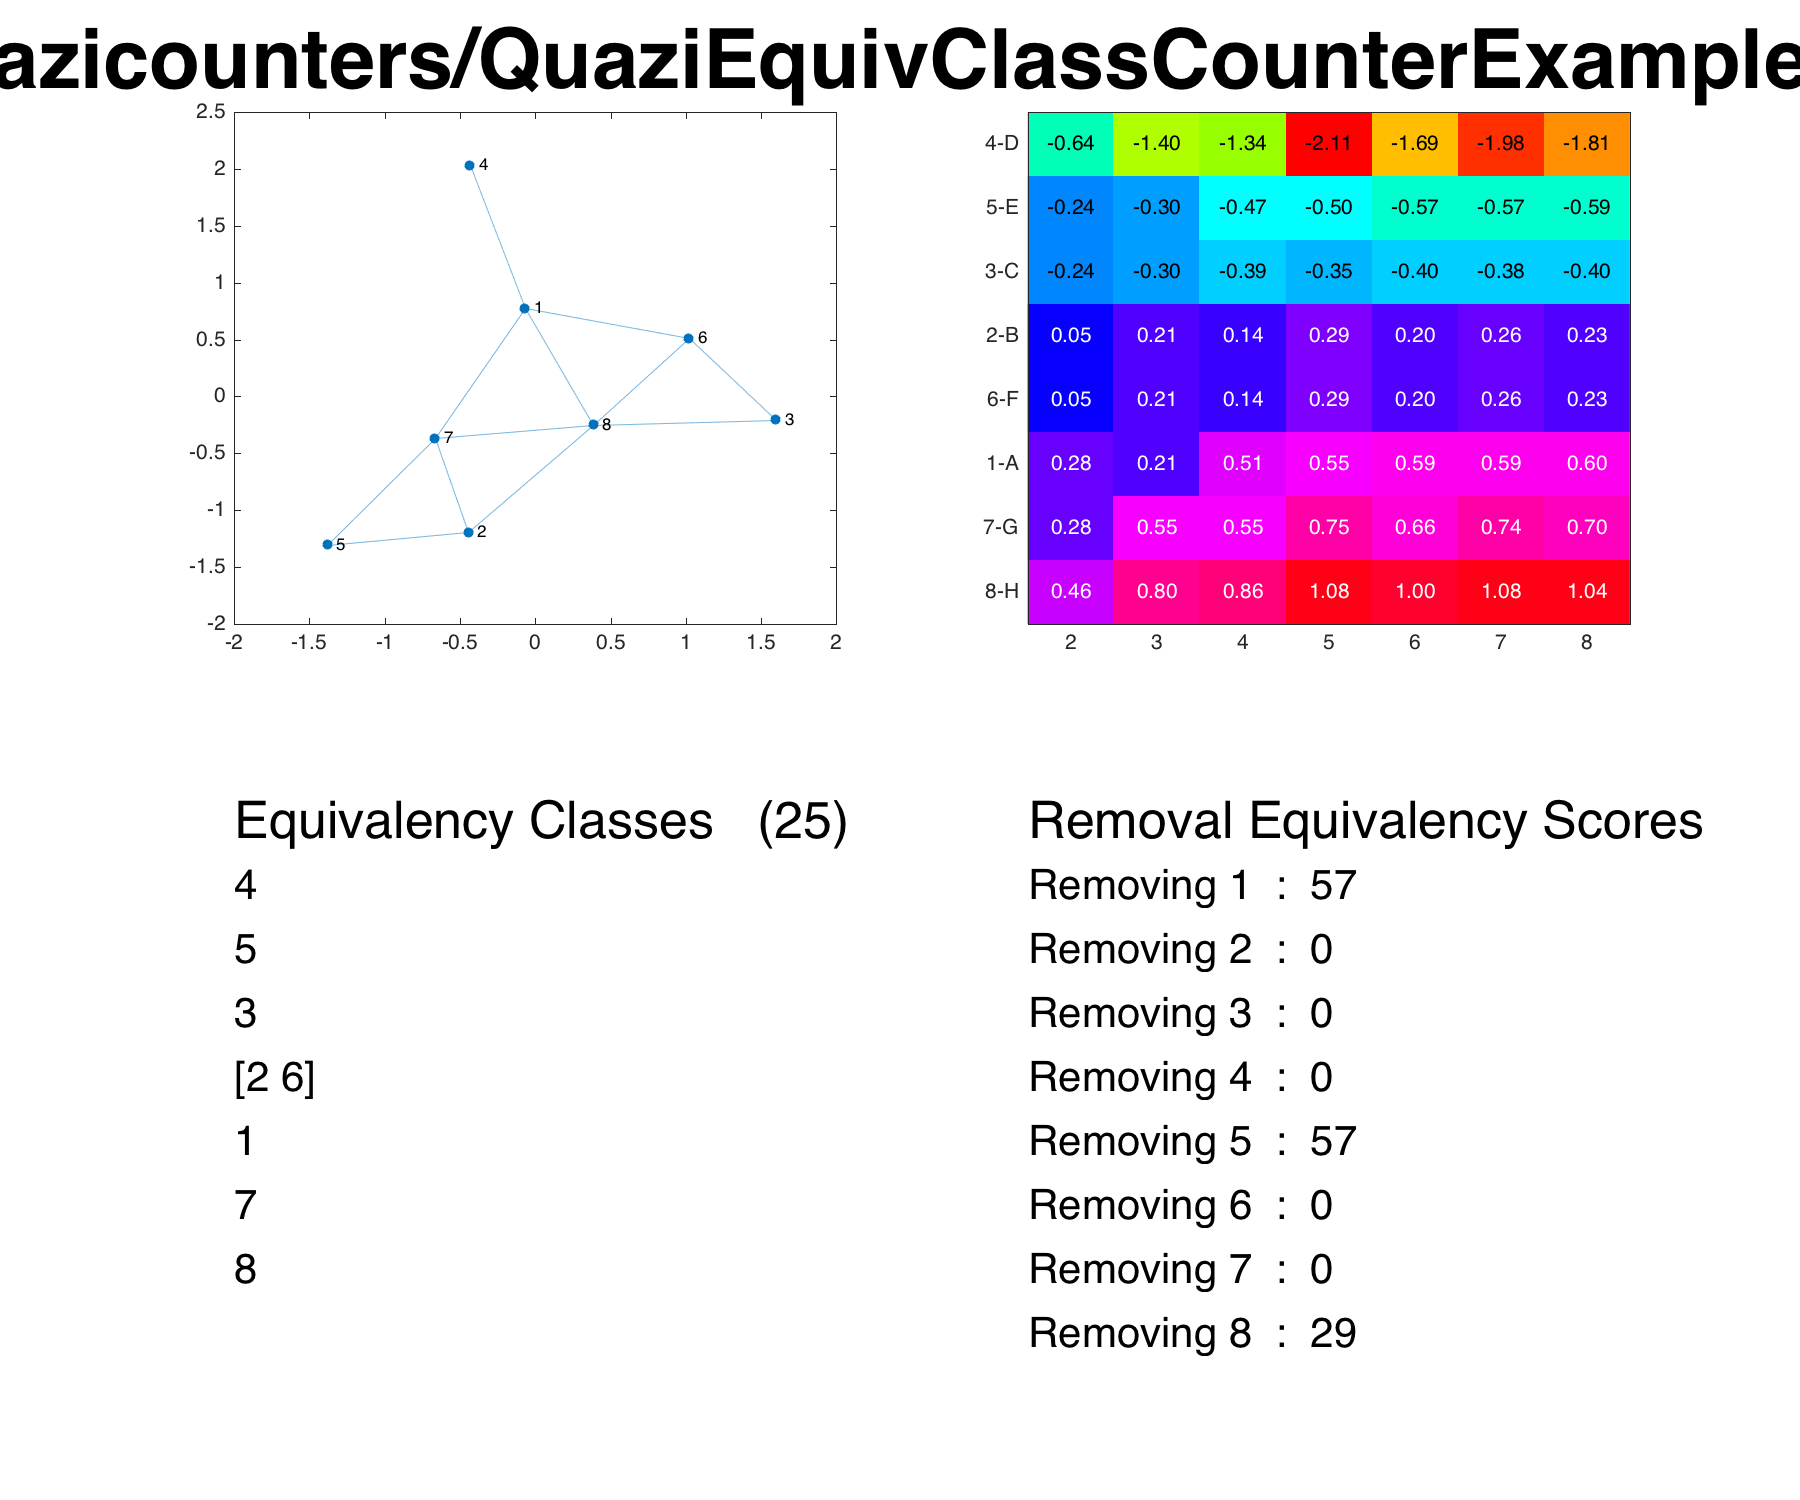 azicounters/QuaziEquivClassCounterExample
2.5
2
1.5
1
0.5
0
-0.5
-1
-1.5
-2
-2 -1.5 -1 -0.5 0 0.5 1 1.5 2
4
1
6
3
8
7
2
5
4-D -0.64 -1.40 -1.34 -2.11 -1.69 -1.98 -1.81
5-E -0.24 -0.30 -0.47 -0.50 -0.57 -0.57 -0.59
3-C -0.24 -0.30 -0.39 -0.35 -0.40 -0.38 -0.40
2-B 0.05 0.21 0.14 0.29 0.20 0.26 0.23
6-F 0.05 0.21 0.14 0.29 0.20 0.26 0.23
1-A 0.28 0.21 0.51 0.55 0.59 0.59 0.60
7-G 0.28 0.55 0.55 0.75 0.66 0.74 0.70
8-H 0.46 0.80 0.86 1.08 1.00 1.08 1.04
2 3 4 5 6 7 8
Equivalency Classes (25)
4
5
3
[2 6]
1
7
8
Removal Equivalency Scores
Removing 1 : 57
Removing 2 : 0
Removing 3 : 0
Removing 4 : 0
Removing 5 : 57
Removing 6 : 0
Removing 7 : 0
Removing 8 : 29